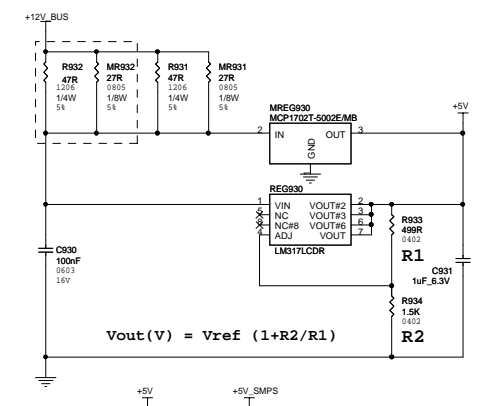 +12V_BUS
R932
47R
1206
1/4W
5%
MR932
27R
0805
1/8W
5%
R931
47R
1206
1/4W
5%
MR931
27R
0805
1/8W
5%
MREG930
MCP1702T-5002E/MB
2 IN OUT 3
GND
+5V
REG930
1 VIN VOUT#2 2
5 NC VOUT#3 3
8 NC#8 VOUT#6 6
4 ADJ VOUT 7
LM317LCDR
R933
499R
0402
R1
C930
100nF
0603
16V
C931
1uF_6.3V
R934
1.5K
0402
R2
Vout(V) = Vref (1+R2/R1)
+5V +5V_SMPS